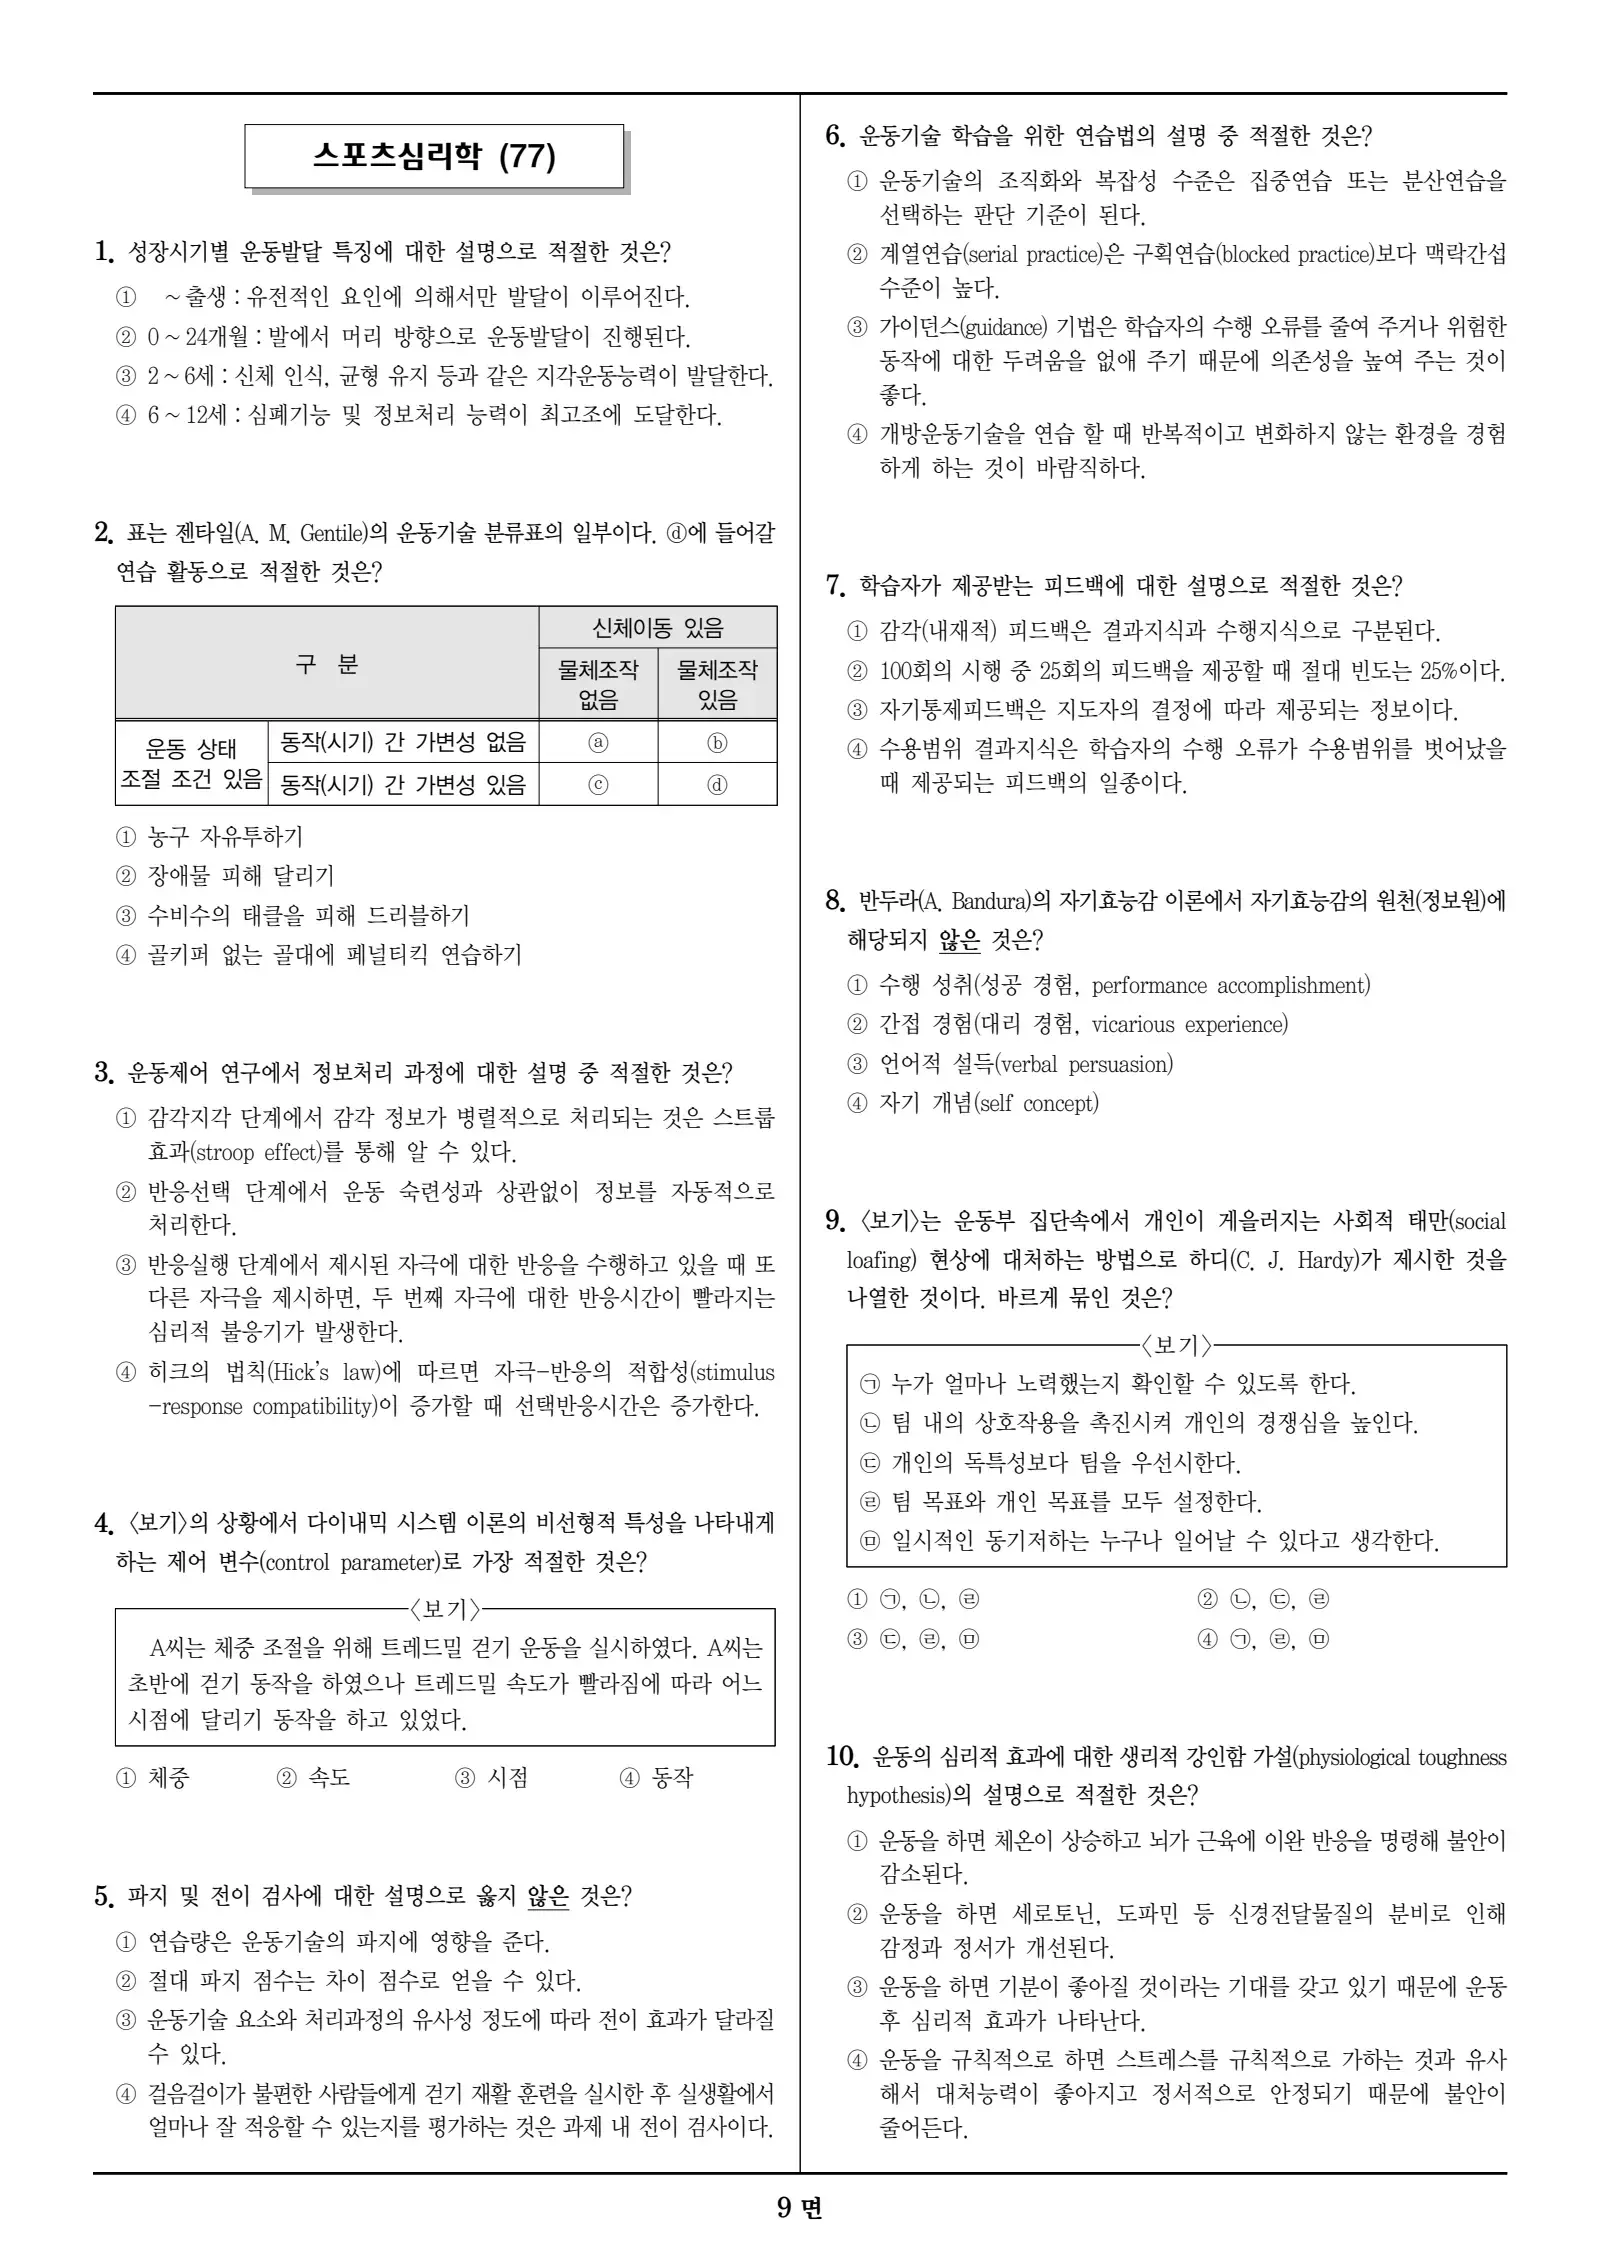 스포츠심리학 (77)
1. 성장시기별 운동발달 특징에 대한 설명으로 적절한 것은?
① ～출생 : 유전적인 요인에 의해서만 발달이 이루어진다.
② 0～24개월 : 발에서 머리 방향으로 운동발달이 진행된다.
③ 2～6세 : 신체 인식, 균형 유지 등과 같은 지각운동능력이 발달한다.
④ 6～12세 : 심폐기능 및 정보처리 능력이 최고조에 도달한다.
2. 표는 젠타일(A. M. Gentile)의 운동기술 분류표의 일부이다. ⓓ에 들어갈
연습 활동으로 적절한 것은?
구 분
신체이동 있음
물체조작 없음
물체조작 있음
운동 상태 조절 조건 있음
동작(시기) 간 가변성 없음 ⓐ ⓑ
동작(시기) 간 가변성 있음 ⓒ ⓓ
① 농구 자유투하기
② 장애물 피해 달리기
③ 수비수의 태클을 피해 드리블하기
④ 골키퍼 없는 골대에 페널티킥 연습하기
3. 운동제어 연구에서 정보처리 과정에 대한 설명 중 적절한 것은?
① 감각지각 단계에서 감각 정보가 병렬적으로 처리되는 것은 스트룹
효과(stroop effect)를 통해 알 수 있다.
② 반응선택 단계에서 운동 숙련성과 상관없이 정보를 자동적으로
처리한다.
③ 반응실행 단계에서 제시된 자극에 대한 반응을 수행하고 있을 때 또
다른 자극을 제시하면, 두 번째 자극에 대한 반응시간이 빨라지는
심리적 불응기가 발생한다.
④ 히크의 법칙(Hick's law)에 따르면 자극-반응의 적합성(stimulus
-response compatibility)이 증가할 때 선택반응시간은 증가한다.
4. 〈보기〉의 상황에서 다이내믹 시스템 이론의 비선형적 특성을 나타내게
하는 제어 변수(control parameter)로 가장 적절한 것은?
〈보기〉
A씨는 체중 조절을 위해 트레드밀 걷기 운동을 실시하였다. A씨는
초반에 걷기 동작을 하였으나 트레드밀 속도가 빨라짐에 따라 어느
시점에 달리기 동작을 하고 있었다.
① 체중 ② 속도 ③ 시점 ④ 동작
5. 파지 및 전이 검사에 대한 설명으로 옳지 않은 것은?
① 연습량은 운동기술의 파지에 영향을 준다.
② 절대 파지 점수는 차이 점수로 얻을 수 있다.
③ 운동기술 요소와 처리과정의 유사성 정도에 따라 전이 효과가 달라질
수 있다.
④ 걸음걸이가 불편한 사람들에게 걷기 재활 훈련을 실시한 후 실생활에서
얼마나 잘 적응할 수 있는지를 평가하는 것은 과제 내 전이 검사이다.
6. 운동기술 학습을 위한 연습법의 설명 중 적절한 것은?
① 운동기술의 조직화와 복잡성 수준은 집중연습 또는 분산연습을
선택하는 판단 기준이 된다.
② 계열연습(serial practice)은 구획연습(blocked practice)보다 맥락간섭
수준이 높다.
③ 가이던스(guidance) 기법은 학습자의 수행 오류를 줄여 주거나 위험한
동작에 대한 두려움을 없애 주기 때문에 의존성을 높여 주는 것이
좋다.
④ 개방운동기술을 연습 할 때 반복적이고 변화하지 않는 환경을 경험
하게 하는 것이 바람직하다.
7. 학습자가 제공받는 피드백에 대한 설명으로 적절한 것은?
① 감각(내재적) 피드백은 결과지식과 수행지식으로 구분된다.
② 100회의 시행 중 25회의 피드백을 제공할 때 절대 빈도는 25%이다.
③ 자기통제피드백은 지도자의 결정에 따라 제공되는 정보이다.
④ 수용범위 결과지식은 학습자의 수행 오류가 수용범위를 벗어났을
때 제공되는 피드백의 일종이다.
8. 반두라(A. Bandura)의 자기효능감 이론에서 자기효능감의 원천(정보원)에
해당되지 않은 것은?
① 수행 성취(성공 경험, performance accomplishment)
② 간접 경험(대리 경험, vicarious experience)
③ 언어적 설득(verbal persuasion)
④ 자기 개념(self concept)
9. 〈보기〉는 운동부 집단속에서 개인이 게을러지는 사회적 태만(social
loafing) 현상에 대처하는 방법으로 하디(C. J. Hardy)가 제시한 것을
나열한 것이다. 바르게 묶인 것은?
〈보기〉
㉠ 누가 얼마나 노력했는지 확인할 수 있도록 한다.
㉡ 팀 내의 상호작용을 촉진시켜 개인의 경쟁심을 높인다.
㉢ 개인의 독특성보다 팀을 우선시한다.
㉣ 팀 목표와 개인 목표를 모두 설정한다.
㉤ 일시적인 동기저하는 누구나 일어날 수 있다고 생각한다.
① ㉠, ㉡, ㉣ ② ㉡, ㉢, ㉣
③ ㉢, ㉣, ㉤ ④ ㉠, ㉣, ㉤
10. 운동의 심리적 효과에 대한 생리적 강인함 가설(physiological toughness
hypothesis)의 설명으로 적절한 것은?
① 운동을 하면 체온이 상승하고 뇌가 근육에 이완 반응을 명령해 불안이
감소된다.
② 운동을 하면 세로토닌, 도파민 등 신경전달물질의 분비로 인해
감정과 정서가 개선된다.
③ 운동을 하면 기분이 좋아질 것이라는 기대를 갖고 있기 때문에 운동
후 심리적 효과가 나타난다.
④ 운동을 규칙적으로 하면 스트레스를 규칙적으로 가하는 것과 유사
해서 대처능력이 좋아지고 정서적으로 안정되기 때문에 불안이
줄어든다.
9 면